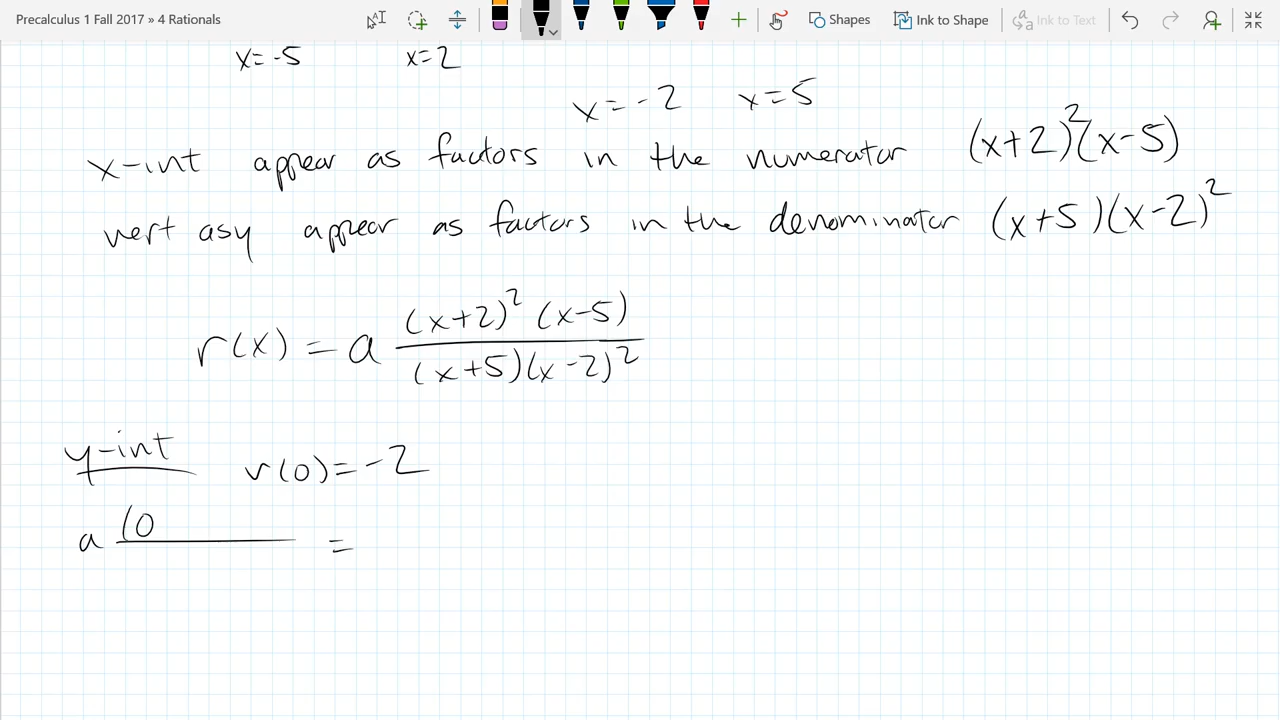 Precalculus 1 Fall 2017 » 4 Rationals Shapes Ink to Shape Ink to Text
x=-5 x=2
x=-2 x=5
x-int appear as factors in the numerator (x+2)²(x-5)
vert asy appear as factors in the denominator (x+5)(x-2)²
r(x) = a (x+2)² (x-5)
(x+5)(x-2)²
y-int r(0)=-2
a (0 =